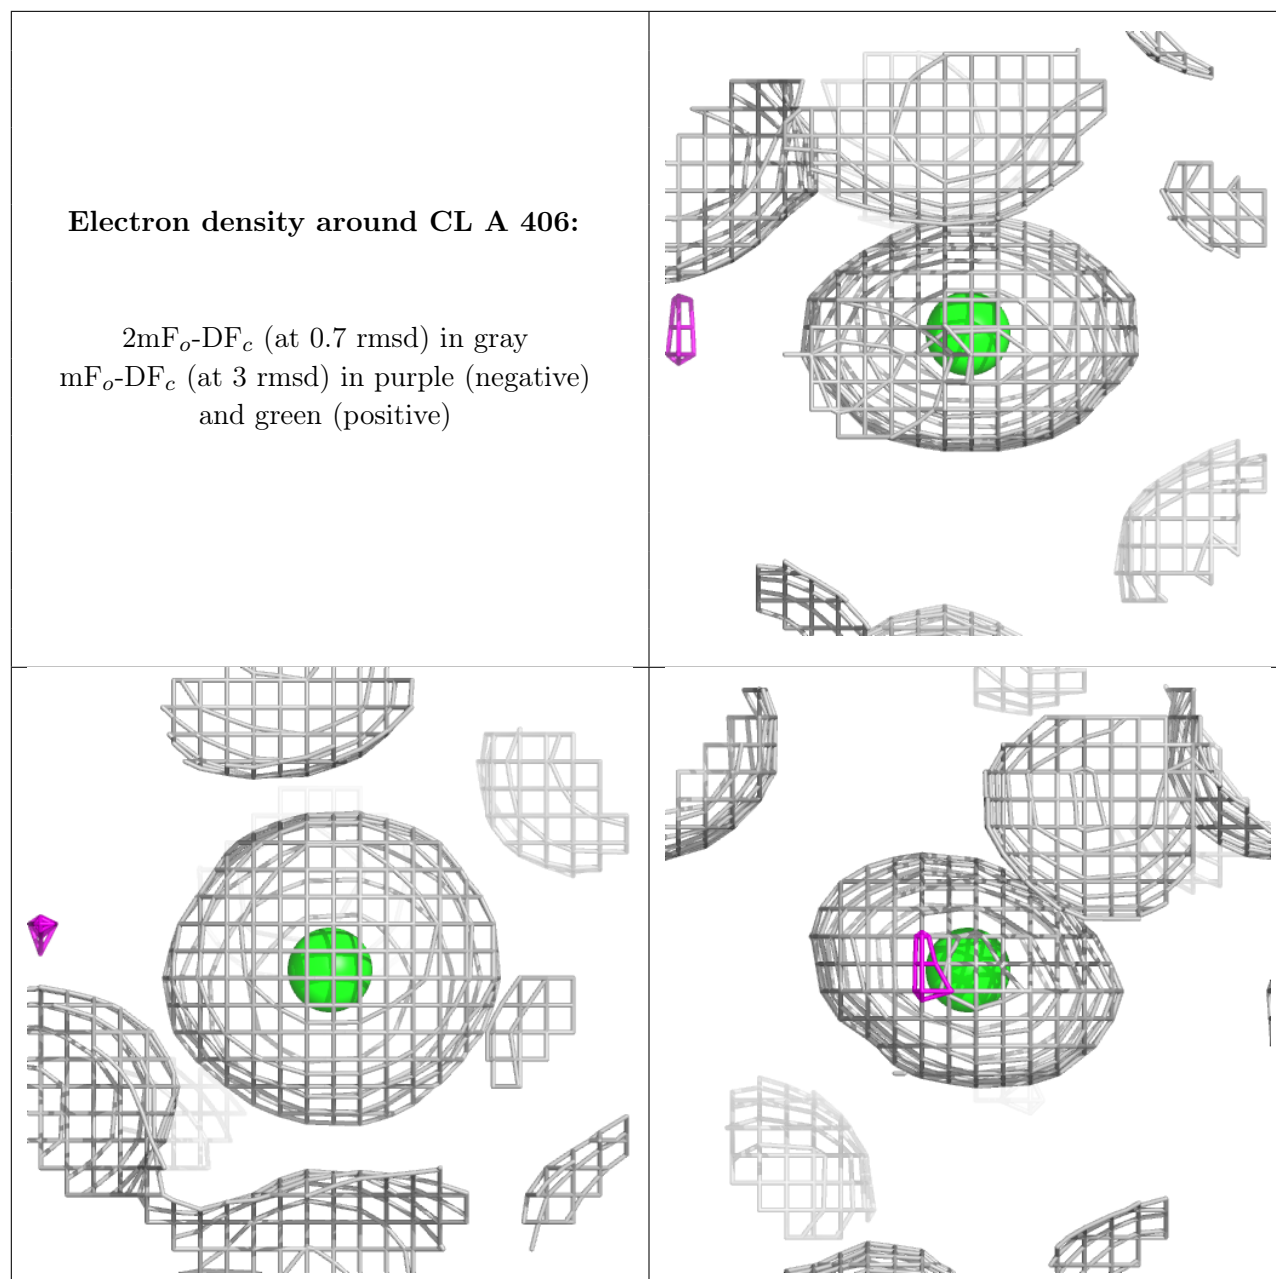 Electron density around CL A 406:
2mFₒ-DF𝒸 (at 0.7 rmsd) in gray
mFₒ-DF𝒸 (at 3 rmsd) in purple (negative)
and green (positive)